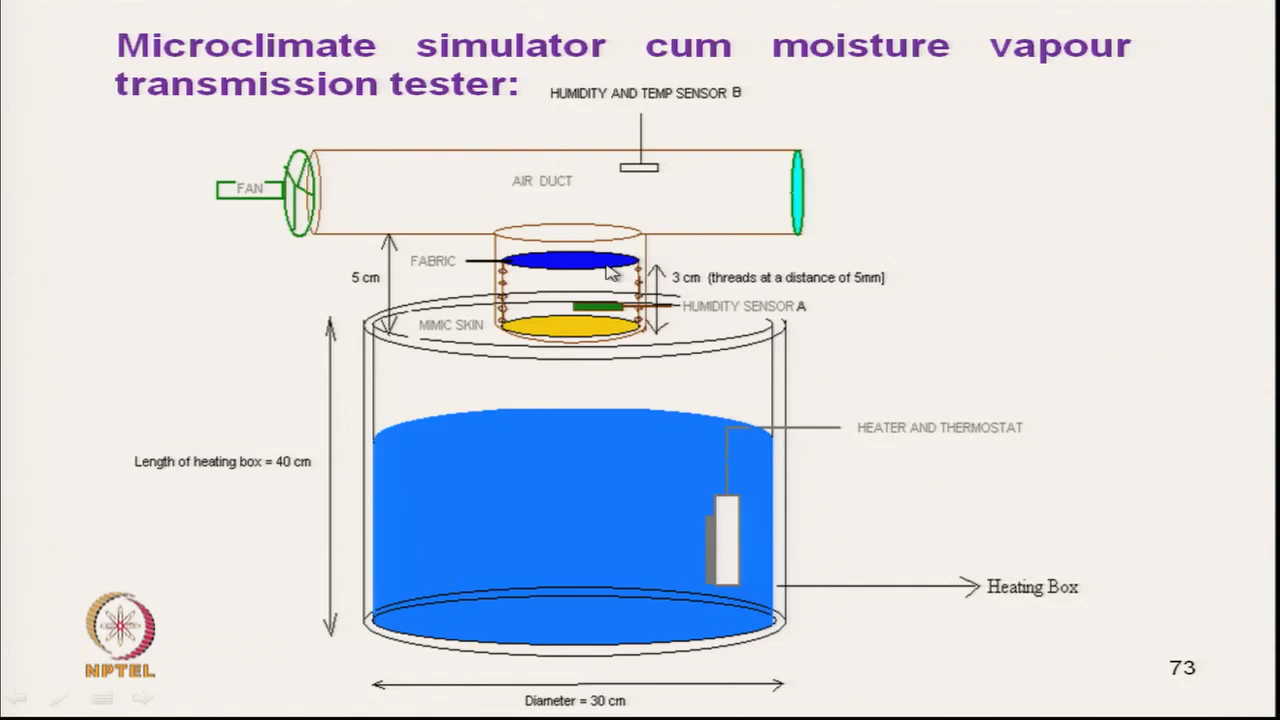 Microclimate simulator cum moisture vapour
transmission tester:
HUMIDITY AND TEMP SENSOR B
FAN
AIR DUCT
FABRIC
5 cm
3 cm (threads at a distance of 5mm]
HUMIDITY SENSOR A
MIMIC SKIN
HEATER AND THERMOSTAT
Length of heating box = 40 cm
Heating Box
NPTEL
73
Diameter = 30 cm